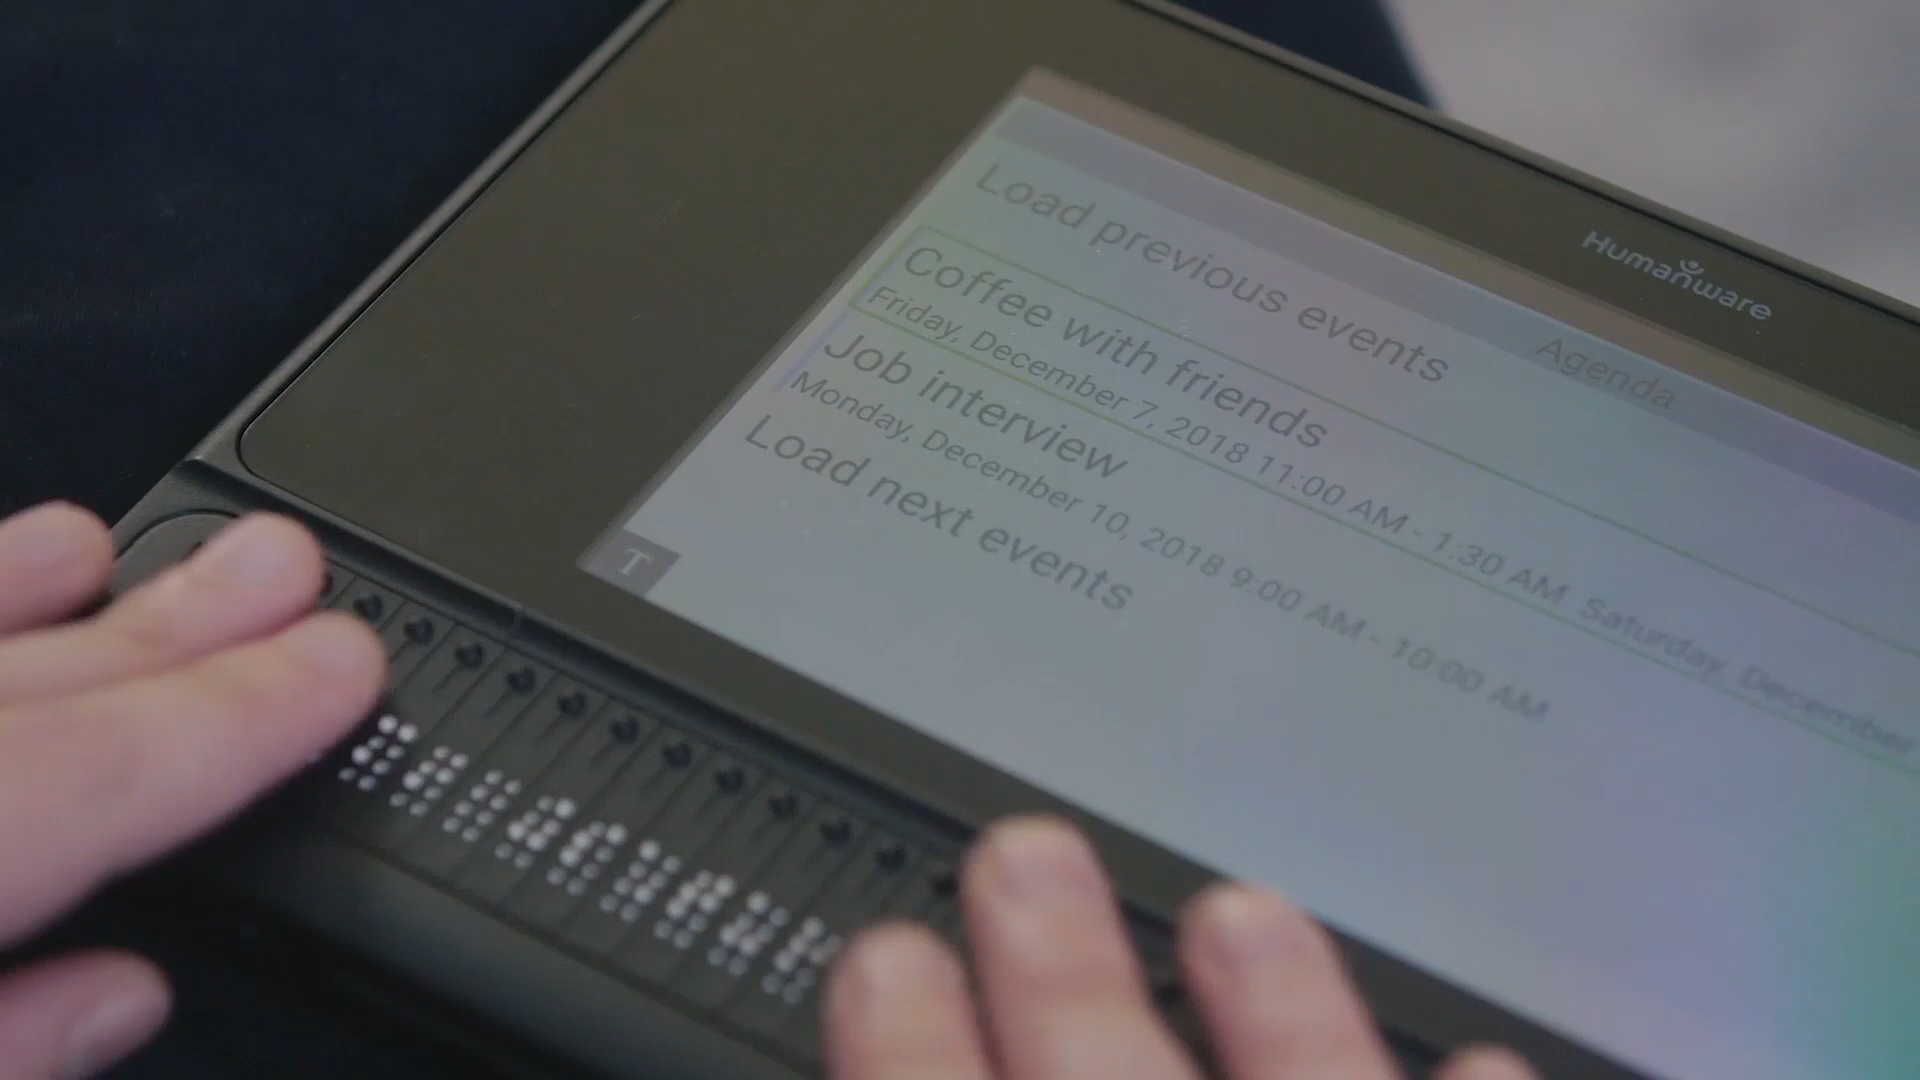 Humanware
Agenda
Load previous events
Coffee with friends
Friday, December 7, 2018 11:00 AM - 1:30 AM Saturday, December
Job interview
Monday, December 10, 2018 9:00 AM - 10:00 AM
Load next events
T